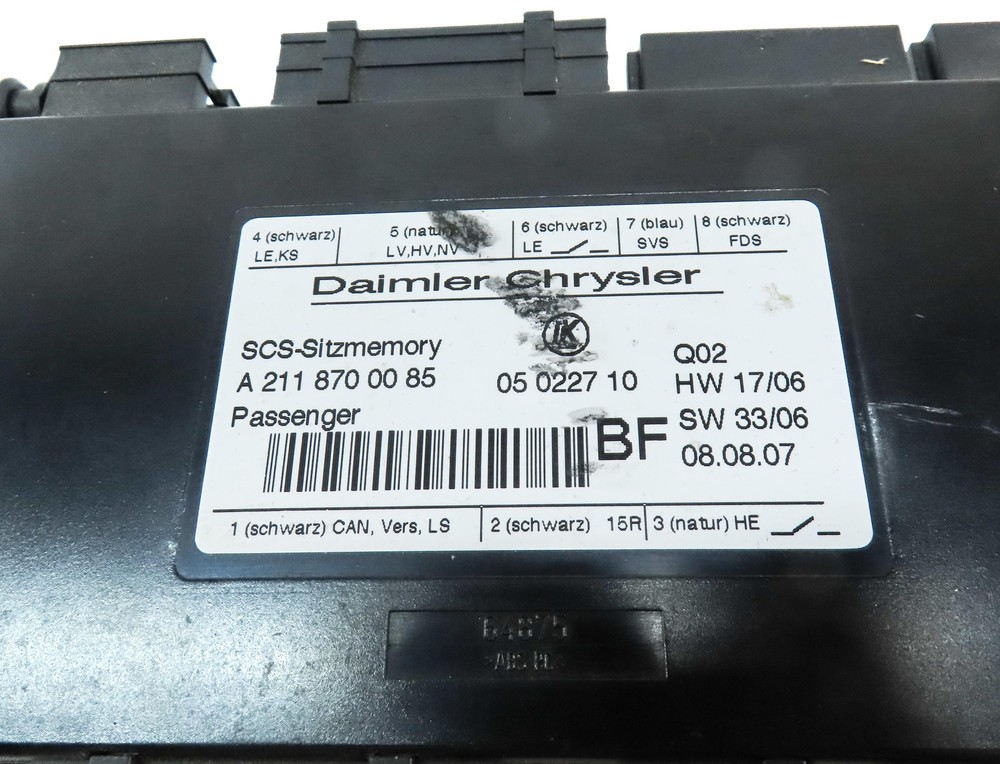 4 (schwarz) 5 (natur) 6 (schwarz) 7 (blau) 8 (schwarz)
LE,KS LV,HV,NV LE SVS FDS
Daimler Chrysler
IK
SCS-Sitzmemory Q02
A 211 870 00 85 05 0227 10 HW 17/06
Passenger BF SW 33/06
08.08.07
1 (schwarz) CAN, Vers, LS 2 (schwarz) 15R 3 (natur) HE